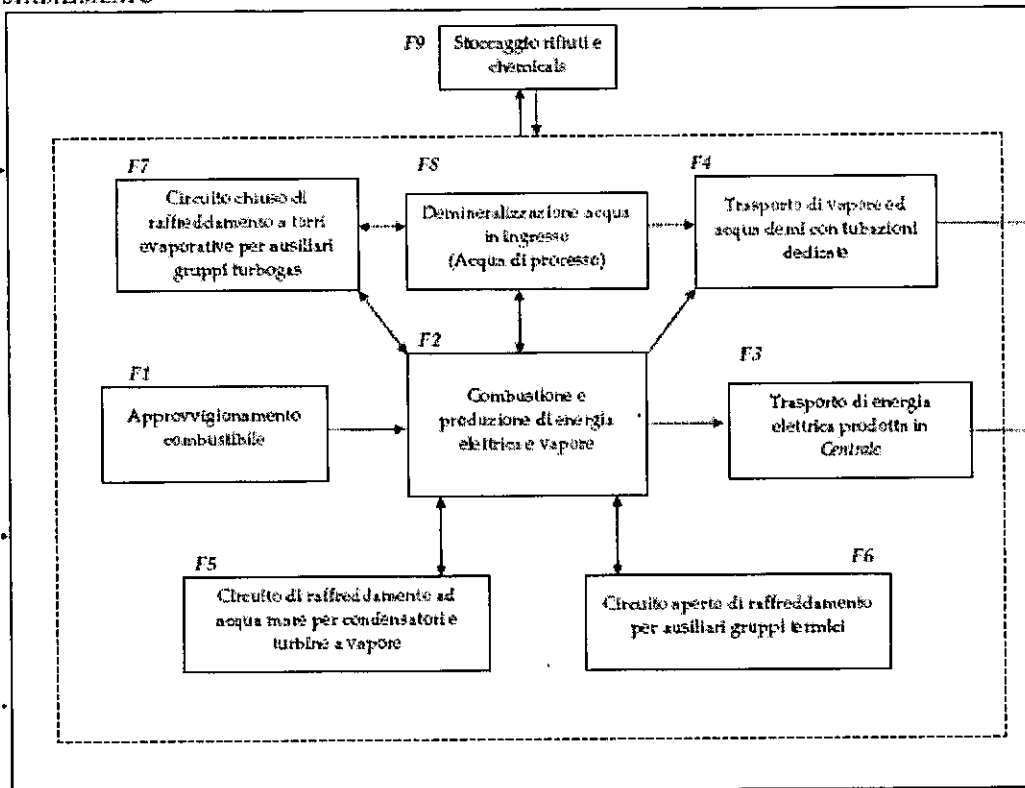 F9
Stoccaggio rifiuti e
chemicals
F7
Circuito chiuso di
raffreddamento a torri
evaporative per ausiliari
gruppi turbogas
F8
Demineralizzazione acqua
in ingresso
(Acqua di processo)
F4
Trasporto di vapore ed
acqua demi con tubazioni
dedicate
F1
Approvvigionamento
combustibile
F2
Combustione e
produzione di energia
elettrica e vapore
F3
Trasporto di energia
elettrica prodotta in
Centrale
F5
Circuito di raffreddamento ad
acqua mare per condensatori e
turbine a vapore
F6
Circuito aperto di raffreddamento
per ausiliari gruppi termici